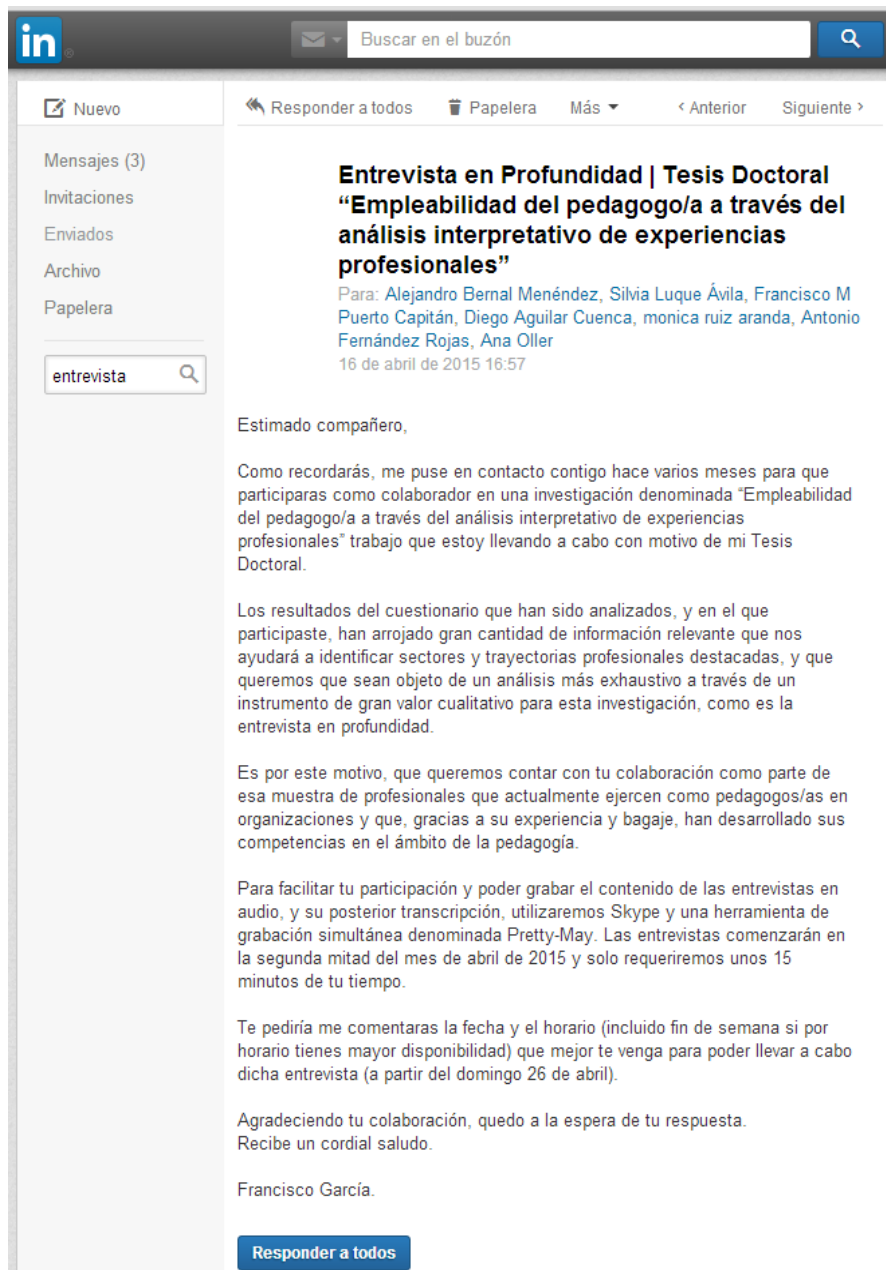 in
Buscar en el buzón
Nuevo
Responder a todos Papelera Más < Anterior Siguiente >
Mensajes (3)
Invitaciones
Enviados
Archivo
Papelera
entrevista
Entrevista en Profundidad | Tesis Doctoral
“Empleabilidad del pedagogo/a a través del
análisis interpretativo de experiencias
profesionales”
Para: Alejandro Bernal Menéndez, Silvia Luque Ávila, Francisco M
Puerto Capitán, Diego Aguilar Cuenca, monica ruiz aranda, Antonio
Fernández Rojas, Ana Oller
16 de abril de 2015 16:57
Estimado compañero,
Como recordarás, me puse en contacto contigo hace varios meses para que
participaras como colaborador en una investigación denominada “Empleabilidad
del pedagogo/a a través del análisis interpretativo de experiencias
profesionales” trabajo que estoy llevando a cabo con motivo de mi Tesis
Doctoral.
Los resultados del cuestionario que han sido analizados, y en el que
participaste, han arrojado gran cantidad de información relevante que nos
ayudará a identificar sectores y trayectorias profesionales destacadas, y que
queremos que sean objeto de un análisis más exhaustivo a través de un
instrumento de gran valor cualitativo para esta investigación, como es la
entrevista en profundidad.
Es por este motivo, que queremos contar con tu colaboración como parte de
esa muestra de profesionales que actualmente ejercen como pedagogos/as en
organizaciones y que, gracias a su experiencia y bagaje, han desarrollado sus
competencias en el ámbito de la pedagogía.
Para facilitar tu participación y poder grabar el contenido de las entrevistas en
audio, y su posterior transcripción, utilizaremos Skype y una herramienta de
grabación simultánea denominada Pretty-May. Las entrevistas comenzarán en
la segunda mitad del mes de abril de 2015 y solo requeriremos unos 15
minutos de tu tiempo.
Te pediría me comentaras la fecha y el horario (incluido fin de semana si por
horario tienes mayor disponibilidad) que mejor te venga para poder llevar a cabo
dicha entrevista (a partir del domingo 26 de abril).
Agradeciendo tu colaboración, quedo a la espera de tu respuesta.
Recibe un cordial saludo.
Francisco García.
Responder a todos